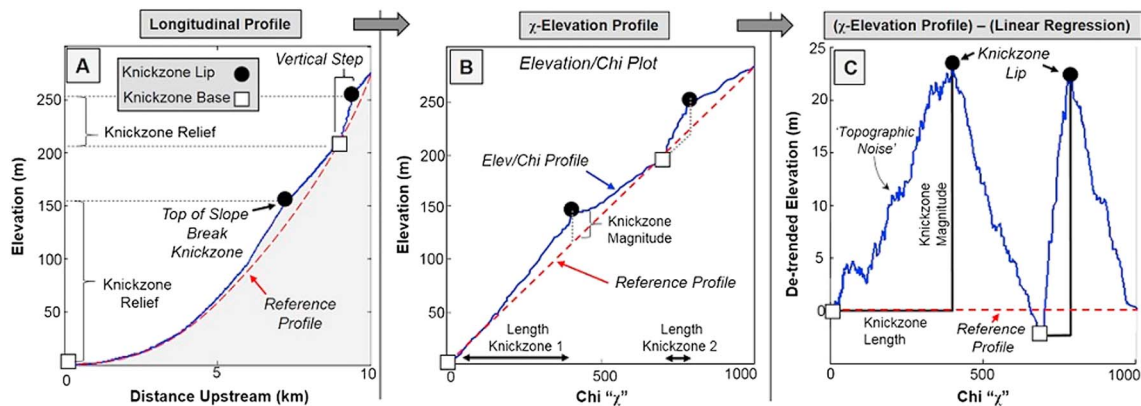 Longitudinal Profile
χ-Elevation Profile
(χ-Elevation Profile) – (Linear Regression)
A
Knickzone Lip
Knickzone Base
Vertical Step
Knickzone Relief
Top of Slope
Break
Knickzone
Knickzone Relief
Reference
Profile
Elevation (m)
250
200
150
100
50
0
5
10
Distance Upstream (km)
B
Elevation/Chi Plot
Elev/Chi Profile
Knickzone
Magnitude
Reference Profile
Length
Knickzone 1
Length
Knickzone 2
Elevation (m)
250
200
150
100
50
0
500
1000
Chi “χ”
C
Knickzone
Lip
'Topographic
Noise'
Knickzone
Magnitude
Knickzone
Length
Reference
Profile
De-trended Elevation (m)
25
20
15
10
5
0
0
500
1000
Chi “χ”